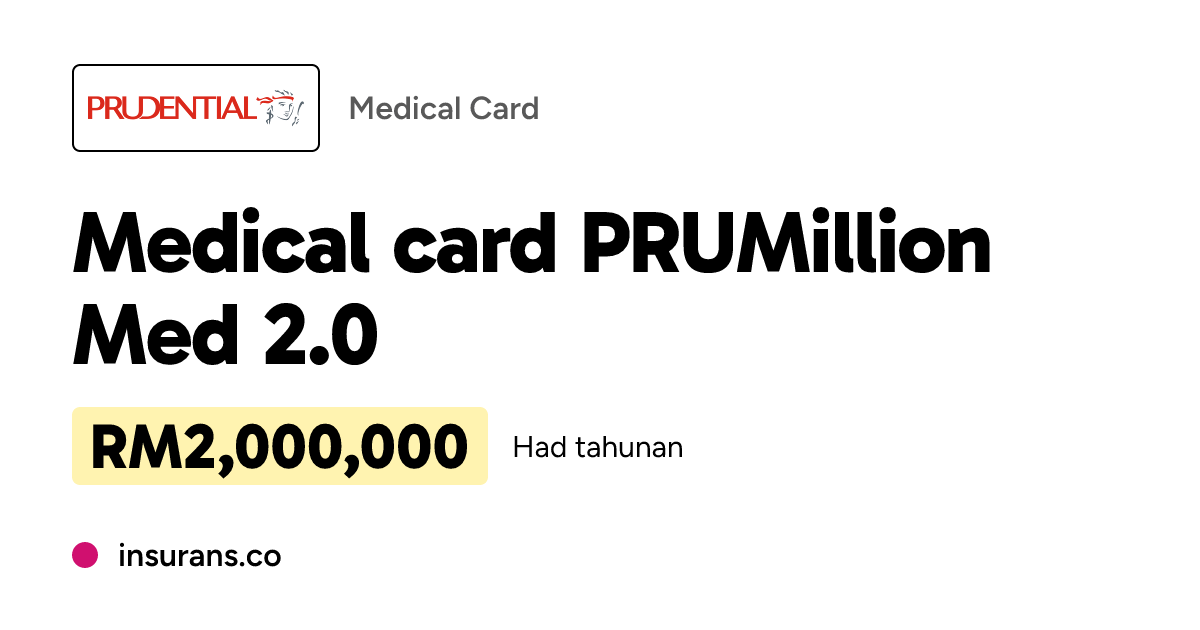 PRUDENTIAL
Medical Card
Medical card PRUMillion
Med 2.0
RM2,000,000
Had tahunan
insurans.co